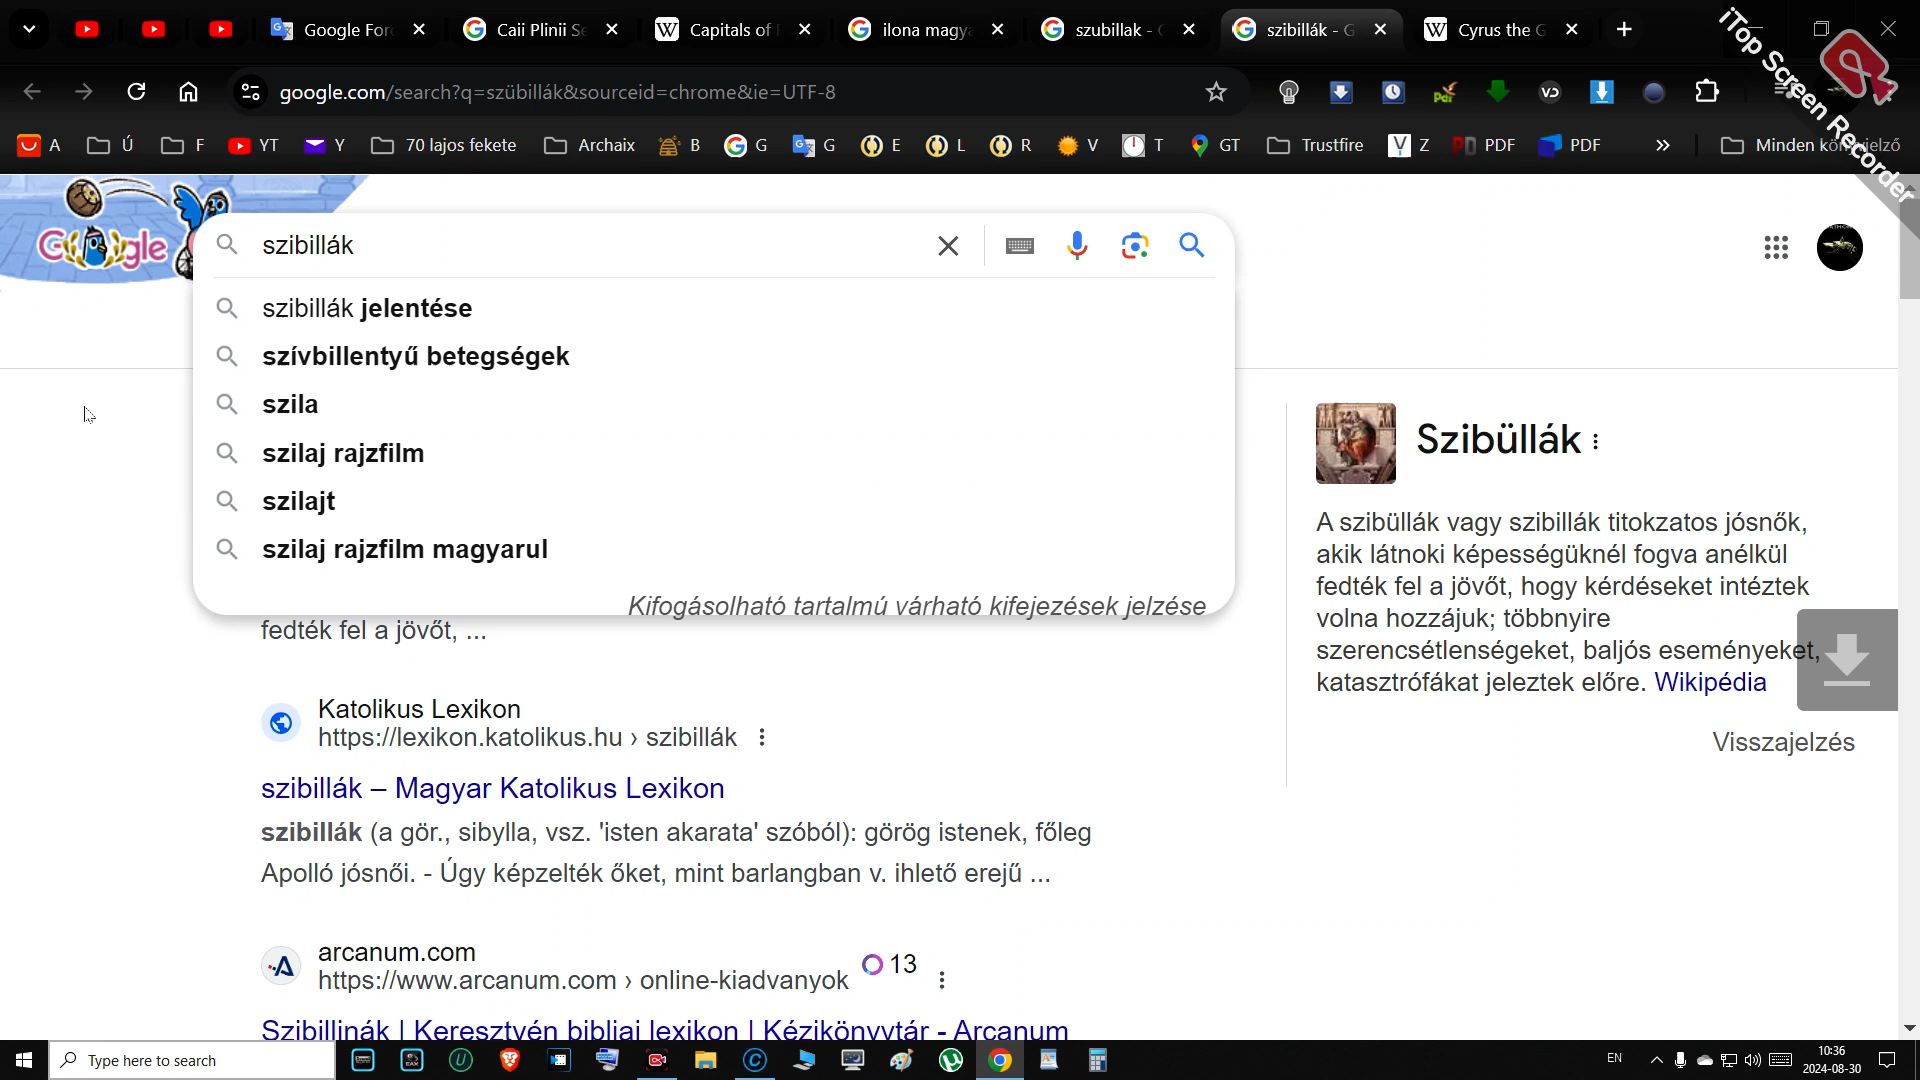 Google For
Caii Plinii Se
Capitals of
ilona magya
szubillak - G
szibillák - G
Cyrus the G
iTop Screen Recorder
google.com/search?q=szübillák&sourceid=chrome&ie=UTF-8
A
Ú
F
YT
Y
70 lajos fekete
Archaix
B
G
G
E
L
R
V
T
GT
Trustfire
Z
PDF
PDF
Minden könyvjelző
Google
szibillák
szibillák jelentése
szívbillentyű betegségek
szila
szilaj rajzfilm
szilajt
szilaj rajzfilm magyarul
Kifogásolható tartalmú várható kifejezések jelzése
fedték fel a jövőt, ...
Katolikus Lexikon
https://lexikon.katolikus.hu › szibillák
szibillák – Magyar Katolikus Lexikon
szibillák (a gör., sibylla, vsz. 'isten akarata' szóból): görög istenek, főleg
Apolló jósnői. - Úgy képzelték őket, mint barlangban v. ihlető erejű ...
arcanum.com
https://www.arcanum.com › online-kiadvanyok
13
Szibillinák | Keresztyén bibliai lexikon | Kézikönyvtár - Arcanum
Szibüllák
A szibüllák vagy szibillák titokzatos jósnők,
akik látnoki képességüknél fogva anélkül
fedték fel a jövőt, hogy kérdéseket intéztek
volna hozzájuk; többnyire
szerencsétlenségeket, baljós eseményeket,
katasztrófákat jeleztek előre. Wikipédia
Visszajelzés
Type here to search
EN
10:36
2024-08-30